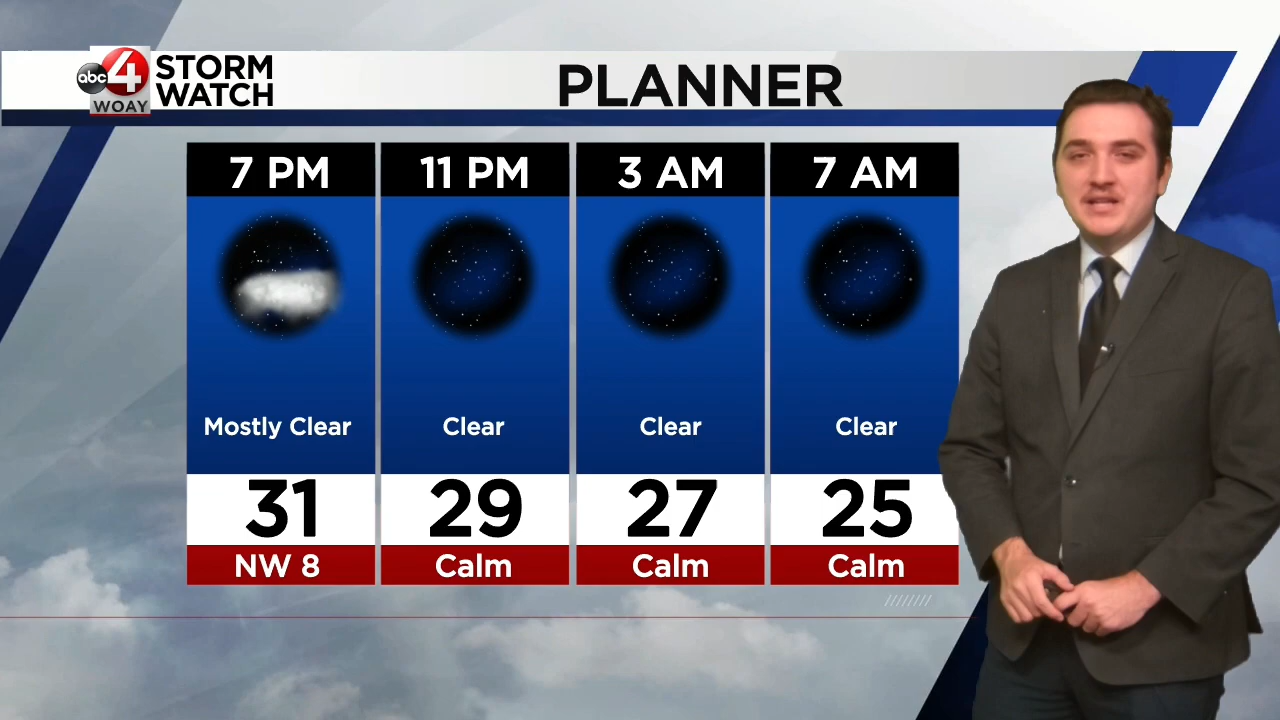 abc 4
WOAY
STORM
WATCH
PLANNER
7 PM
11 PM
3 AM
7 AM
Mostly Clear
Clear
Clear
Clear
31
29
27
25
NW 8
Calm
Calm
Calm